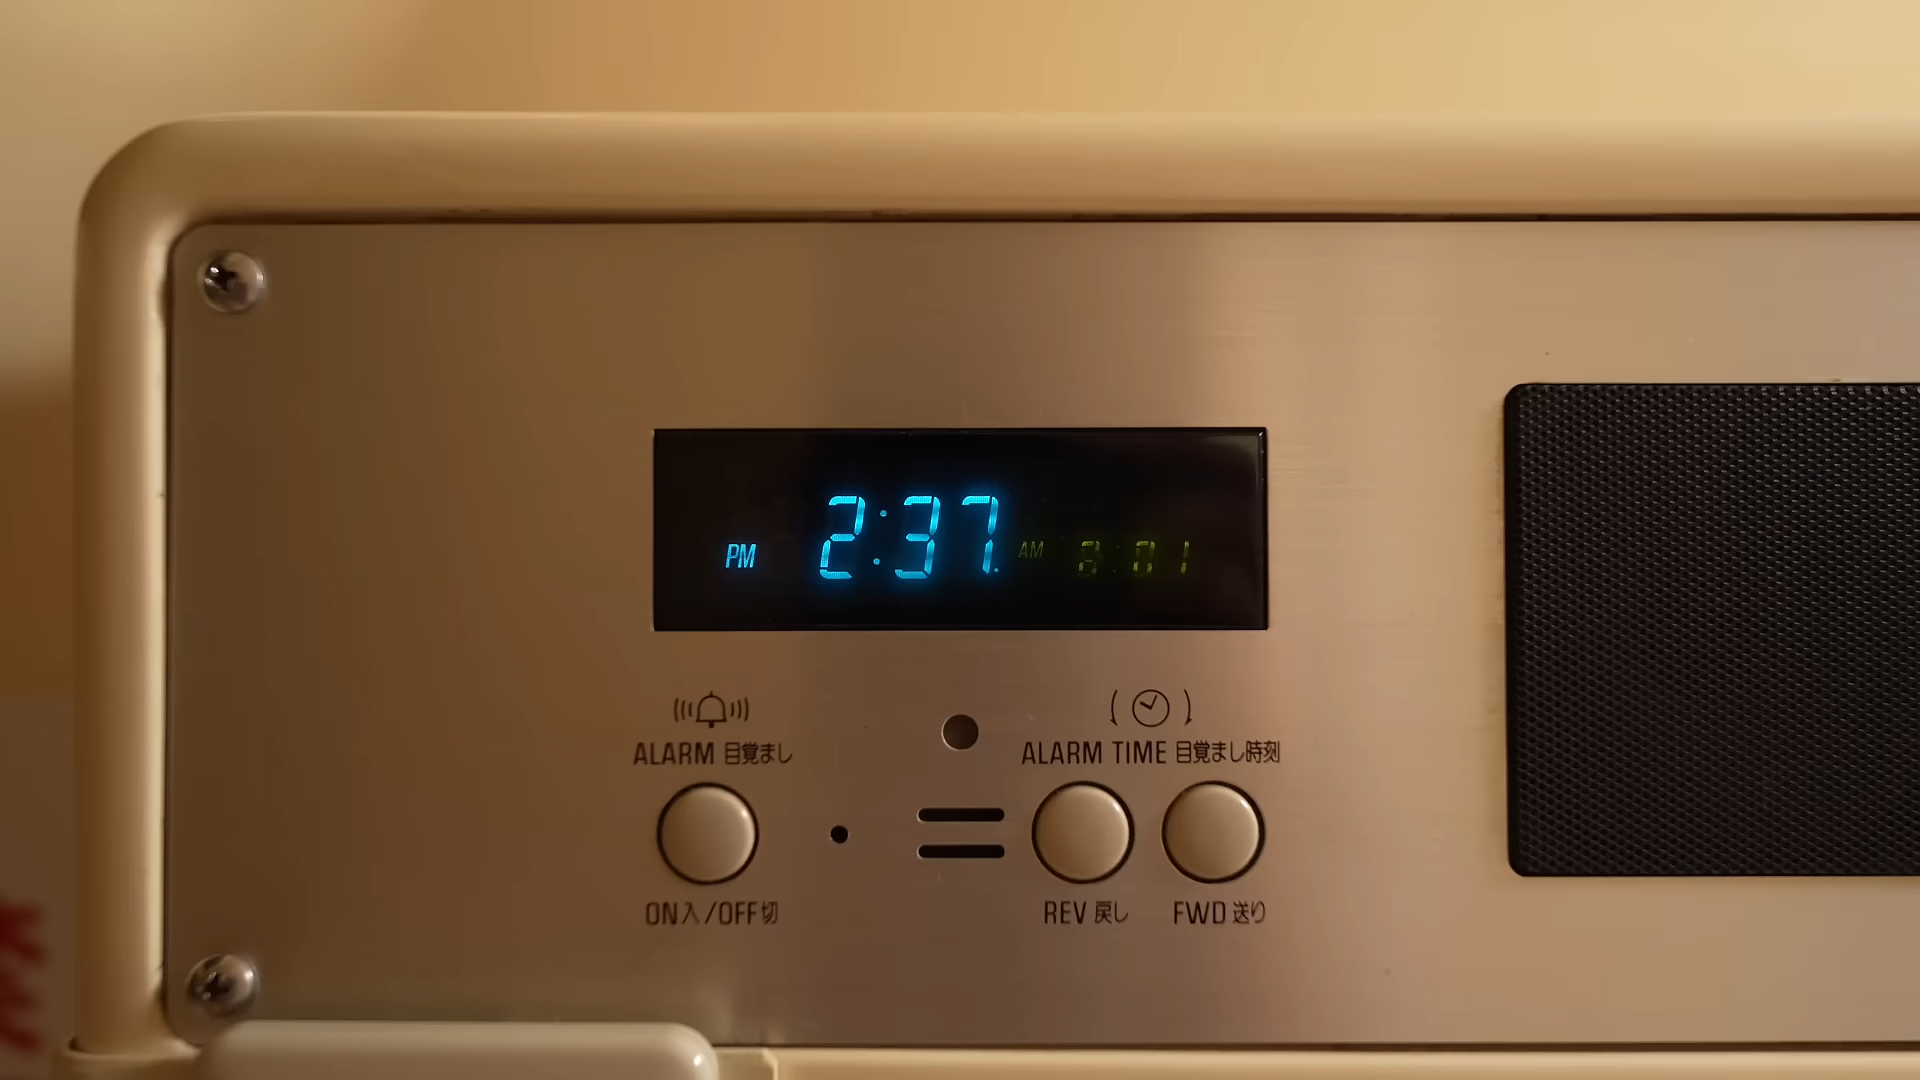 PM 2:37 AM 8:01
ALARM 目覚まし
ALARM TIME 目覚まし時刻
ON入/OFF切
REV 戻し
FWD 送り